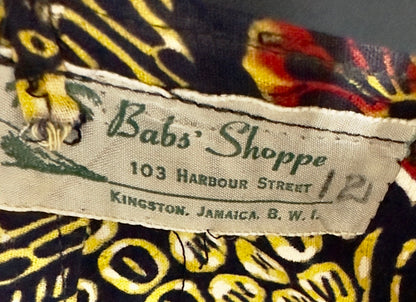 Babs' Shoppe
103 HARBOUR STREET 12
KINGSTON, JAMAICA, B. W. I.